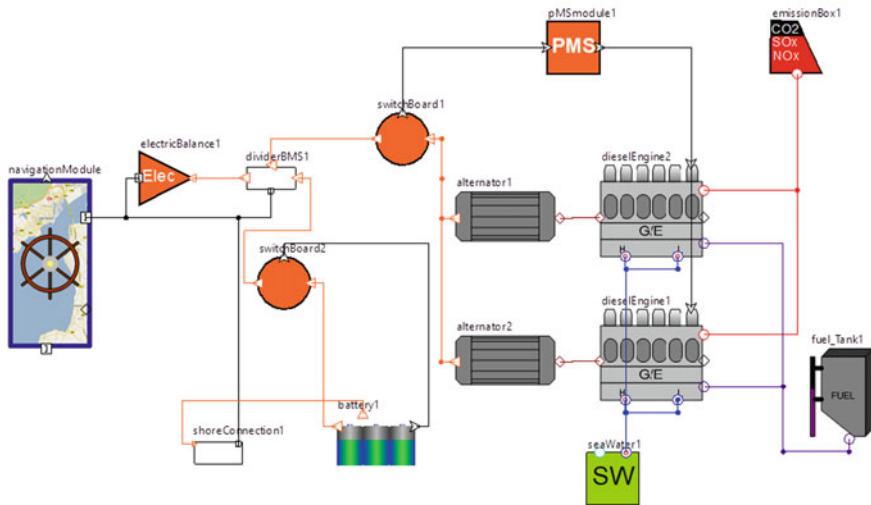 pMSmodule1
emissionBox1
PMS
CO2
SOx
NOx
switchBoard1
electricBalance1
dividerBMS1
dieselEngine2
navigationModule
Elec
alternator1
G/E
H
switchBoard2
dieselEngine1
alternator2
fuel_Tank1
G/E
H
FUEL
battery1
shoreConnection1
seaWater1
SW